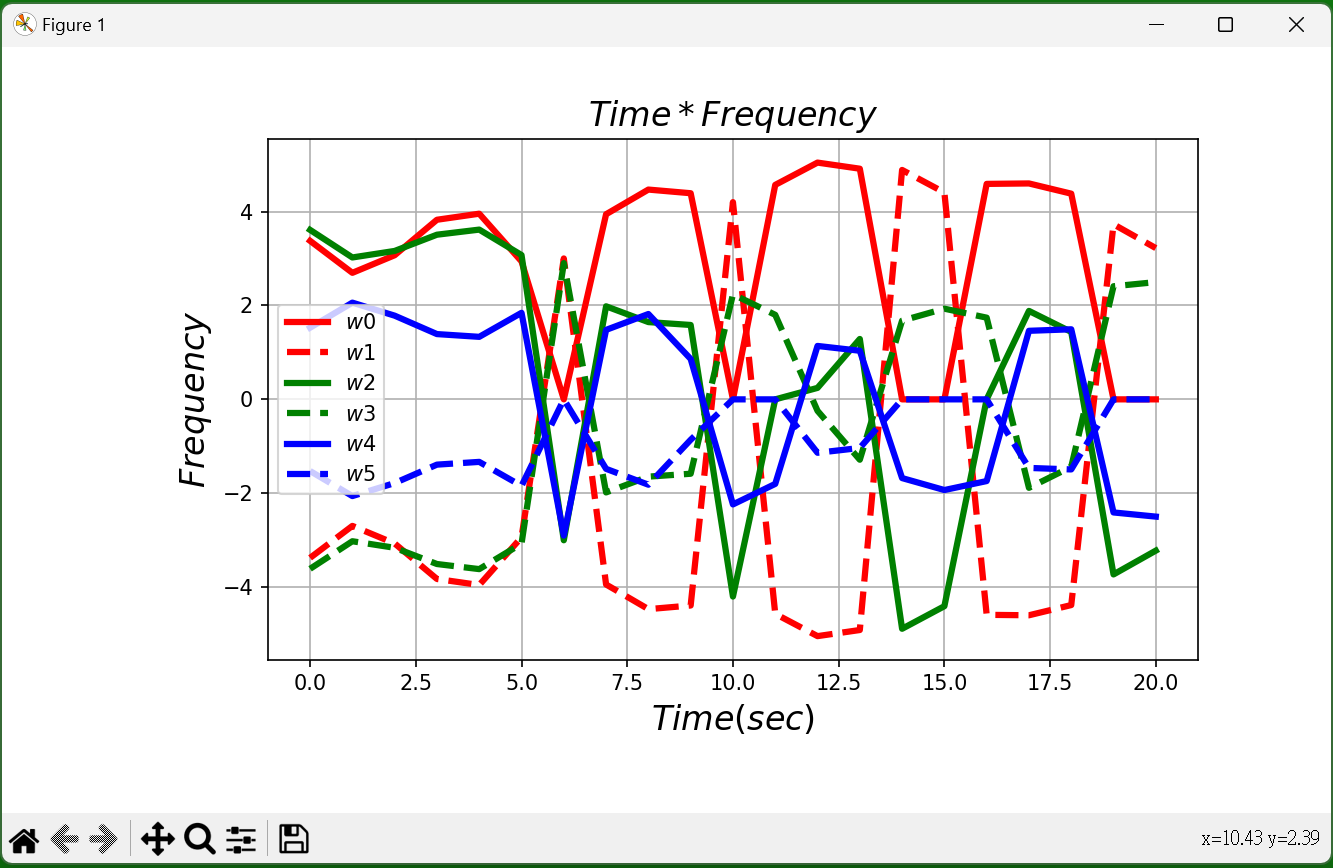 Figure 1
Time * Frequency
Frequency
4
2
0
−2
−4
w0
w1
w2
w3
w4
w5
0.0 2.5 5.0 7.5 10.0 12.5 15.0 17.5 20.0
Time(sec)
x=10.43 y=2.39